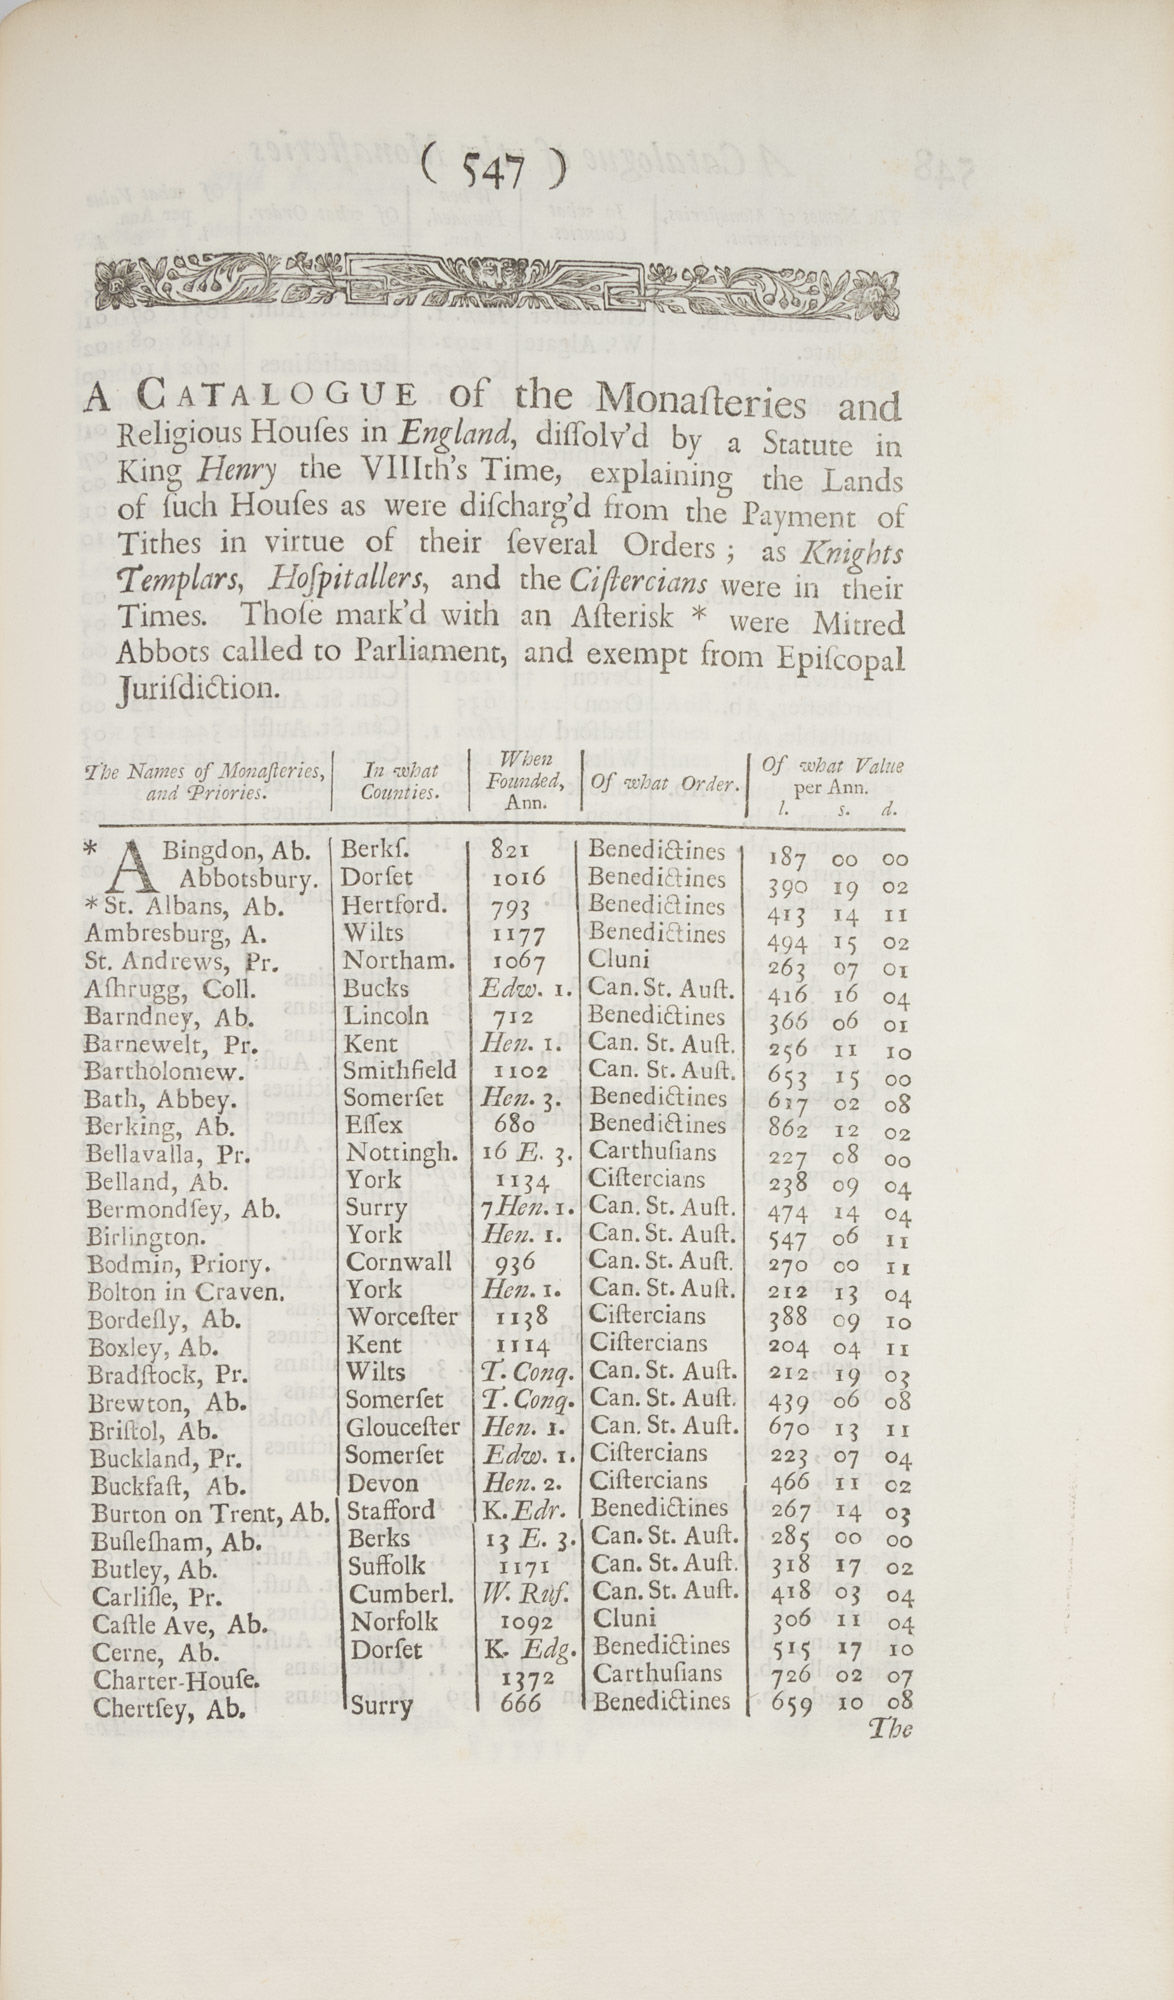 ( 547 )
A CATALOGUE of the Monaſteries and
Religious Houſes in England, diſſolv'd by a Statute in
King Henry the VIIIth's Time, explaining the Lands
of ſuch Houſes as were diſcharg'd from the Payment of
Tithes in virtue of their ſeveral Orders ; as Knights
Templars, Hoſpitallers, and the Ciſtercians were in their
Times. Thoſe mark'd with an Aſterisk * were Mitred
Abbots called to Parliament, and exempt from Epiſcopal
Jurisdiction.
The Names of Monaſteries, and Priories. | In what Counties. | When Founded, Ann. | Of what Order. | Of what Value per Ann. l. s. d.
* ABingdon, Ab. | Berkſ. | 821 | Benedictines | 187 00 00
Abbotsbury. | Dorſet | 1016 | Benedictines | 390 19 02
* St. Albans, Ab. | Hertford. | 793 | Benedictines | 413 14 11
Ambresburg, A. | Wilts | 1177 | Benedictines | 494 15 02
St. Andrews, Pr. | Northam. | 1067 | Cluni | 263 07 01
Aſhrugg, Coll. | Bucks | Edw. 1. | Can. St. Auſt. | 416 16 04
Barndney, Ab. | Lincoln | 712 | Benedictines | 366 06 01
Barnewelt, Pr. | Kent | Hen. 1. | Can. St. Auſt. | 256 11 10
Bartholomew. | Smithfield | 1102 | Can. St. Auſt. | 653 15 00
Bath, Abbey. | Somerſet | Hen. 3. | Benedictines | 617 02 08
Berking, Ab. | Eſſex | 680 | Benedictines | 862 12 02
Bellavalla, Pr. | Nottingh. | 16 E. 3. | Carthuſians | 227 08 00
Belland, Ab. | York | 1134 | Ciſtercians | 238 09 04
Bermondſey, Ab. | Surry | 7 Hen. 1. | Can. St. Auſt. | 474 14 04
Birlington. | York | Hen. 1. | Can. St. Auſt. | 547 06 11
Bodmin, Priory. | Cornwall | 936 | Can. St. Auſt. | 270 00 11
Bolton in Craven. | York | Hen. 1. | Can. St. Auſt. | 212 13 04
Bordeſly, Ab. | Worceſter | 1138 | Ciſtercians | 388 09 10
Boxley, Ab. | Kent | 1114 | Ciſtercians | 204 04 11
Bradſtock, Pr. | Wilts | T. Conq. | Can. St. Auſt. | 212 19 03
Brewton, Ab. | Somerſet | T. Conq. | Can. St. Auſt. | 439 06 08
Briſtol, Ab. | Glouceſter | Hen. 1. | Can. St. Auſt. | 670 13 11
Buckland, Pr. | Somerſet | Edw. 1. | Ciſtercians | 223 07 04
Buckfaſt, Ab. | Devon | Hen. 2. | Ciſtercians | 466 11 02
Burton on Trent, Ab. | Stafford | K. Edr. | Benedictines | 267 14 03
Buſleſham, Ab. | Berks | 13 E. 3. | Can. St. Auſt. | 285 00 00
Butley, Ab. | Suffolk | 1171 | Can. St. Auſt. | 318 17 02
Carliſle, Pr. | Cumberl. | W. Ruf. | Can. St. Auſt. | 418 03 04
Caſtle Ave, Ab. | Norfolk | 1092 | Cluni | 306 11 04
Cerne, Ab. | Dorſet | K. Edg. | Benedictines | 515 17 10
Charter-Houſe. | 1372 | Carthuſians | 726 02 07
Chertſey, Ab. | Surry | 666 | Benedictines | 659 10 08
The